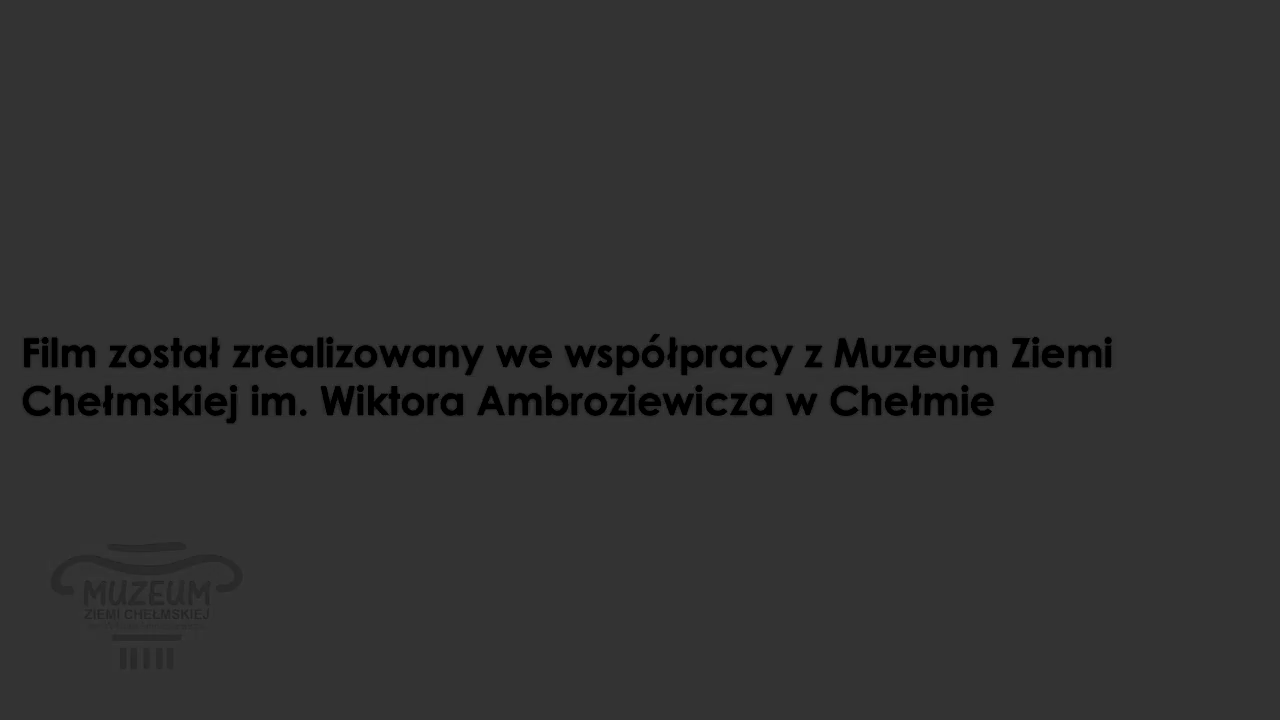 Film został zrealizowany we współpracy z Muzeum Ziemi
Chełmskiej im. Wiktora Ambroziewicza w Chełmie
MUZEUM
ZIEMI CHEŁMSKIEJ